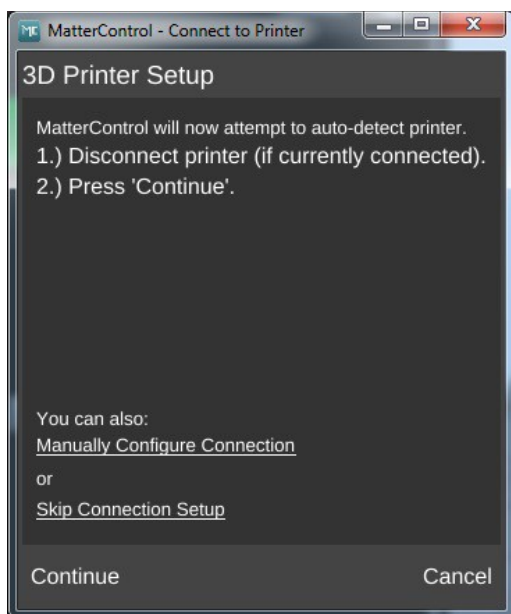 MatterControl - Connect to Printer
3D Printer Setup
MatterControl will now attempt to auto-detect printer.
1.) Disconnect printer (if currently connected).
2.) Press 'Continue'.
You can also:
Manually Configure Connection
or
Skip Connection Setup
Continue
Cancel